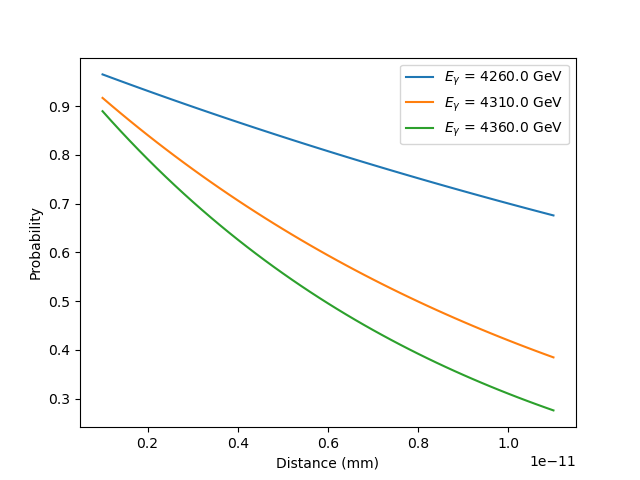 E_γ = 4260.0 GeV
E_γ = 4310.0 GeV
E_γ = 4360.0 GeV
Probability
0.9
0.8
0.7
0.6
0.5
0.4
0.3
0.2 0.4 0.6 0.8 1.0
1e−11
Distance (mm)